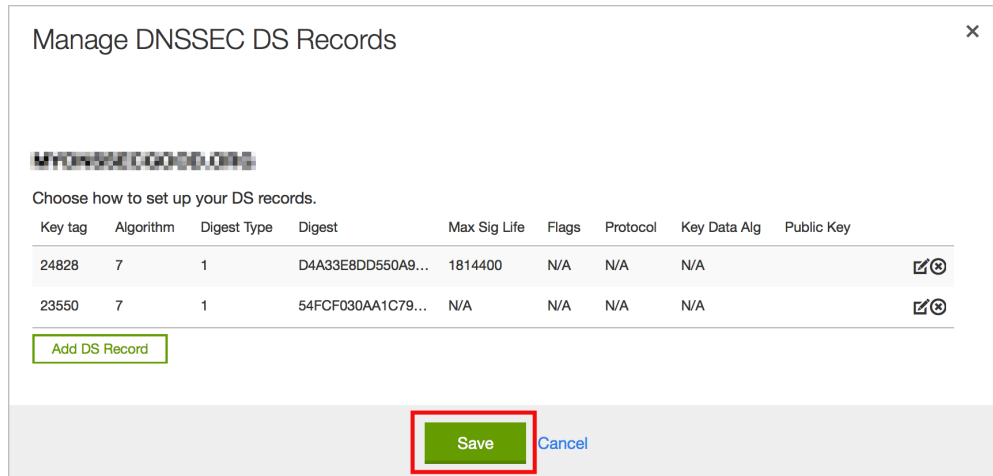 Manage DNSSEC DS Records
MYDNSSECGOOD.ORG
Choose how to set up your DS records.
Key tag Algorithm Digest Type Digest Max Sig Life Flags Protocol Key Data Alg Public Key
24828 7 1 D4A33E8DD550A9... 1814400 N/A N/A N/A
23550 7 1 54FCF030AA1C79... N/A N/A N/A N/A
Add DS Record
Save Cancel